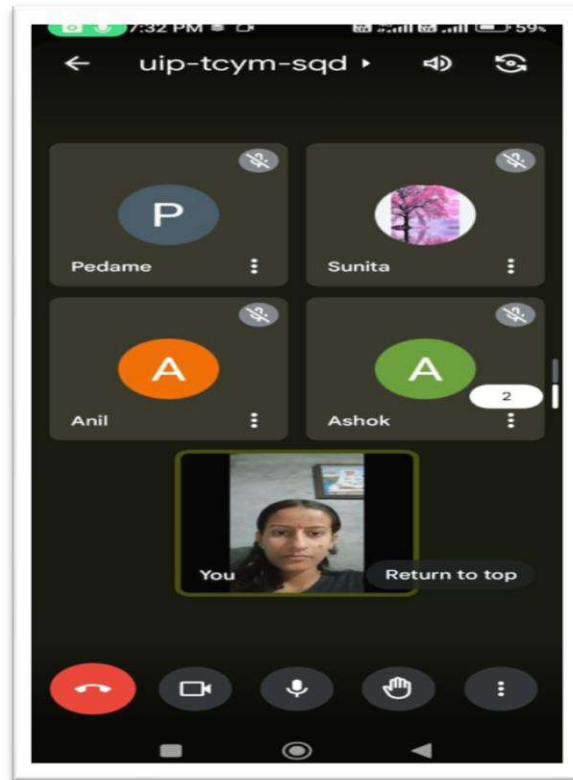 7:32 PM 59%
uip-tcym-sqd
P
Pedame
Sunita
A
Anil
A
Ashok
2
You
Return to top